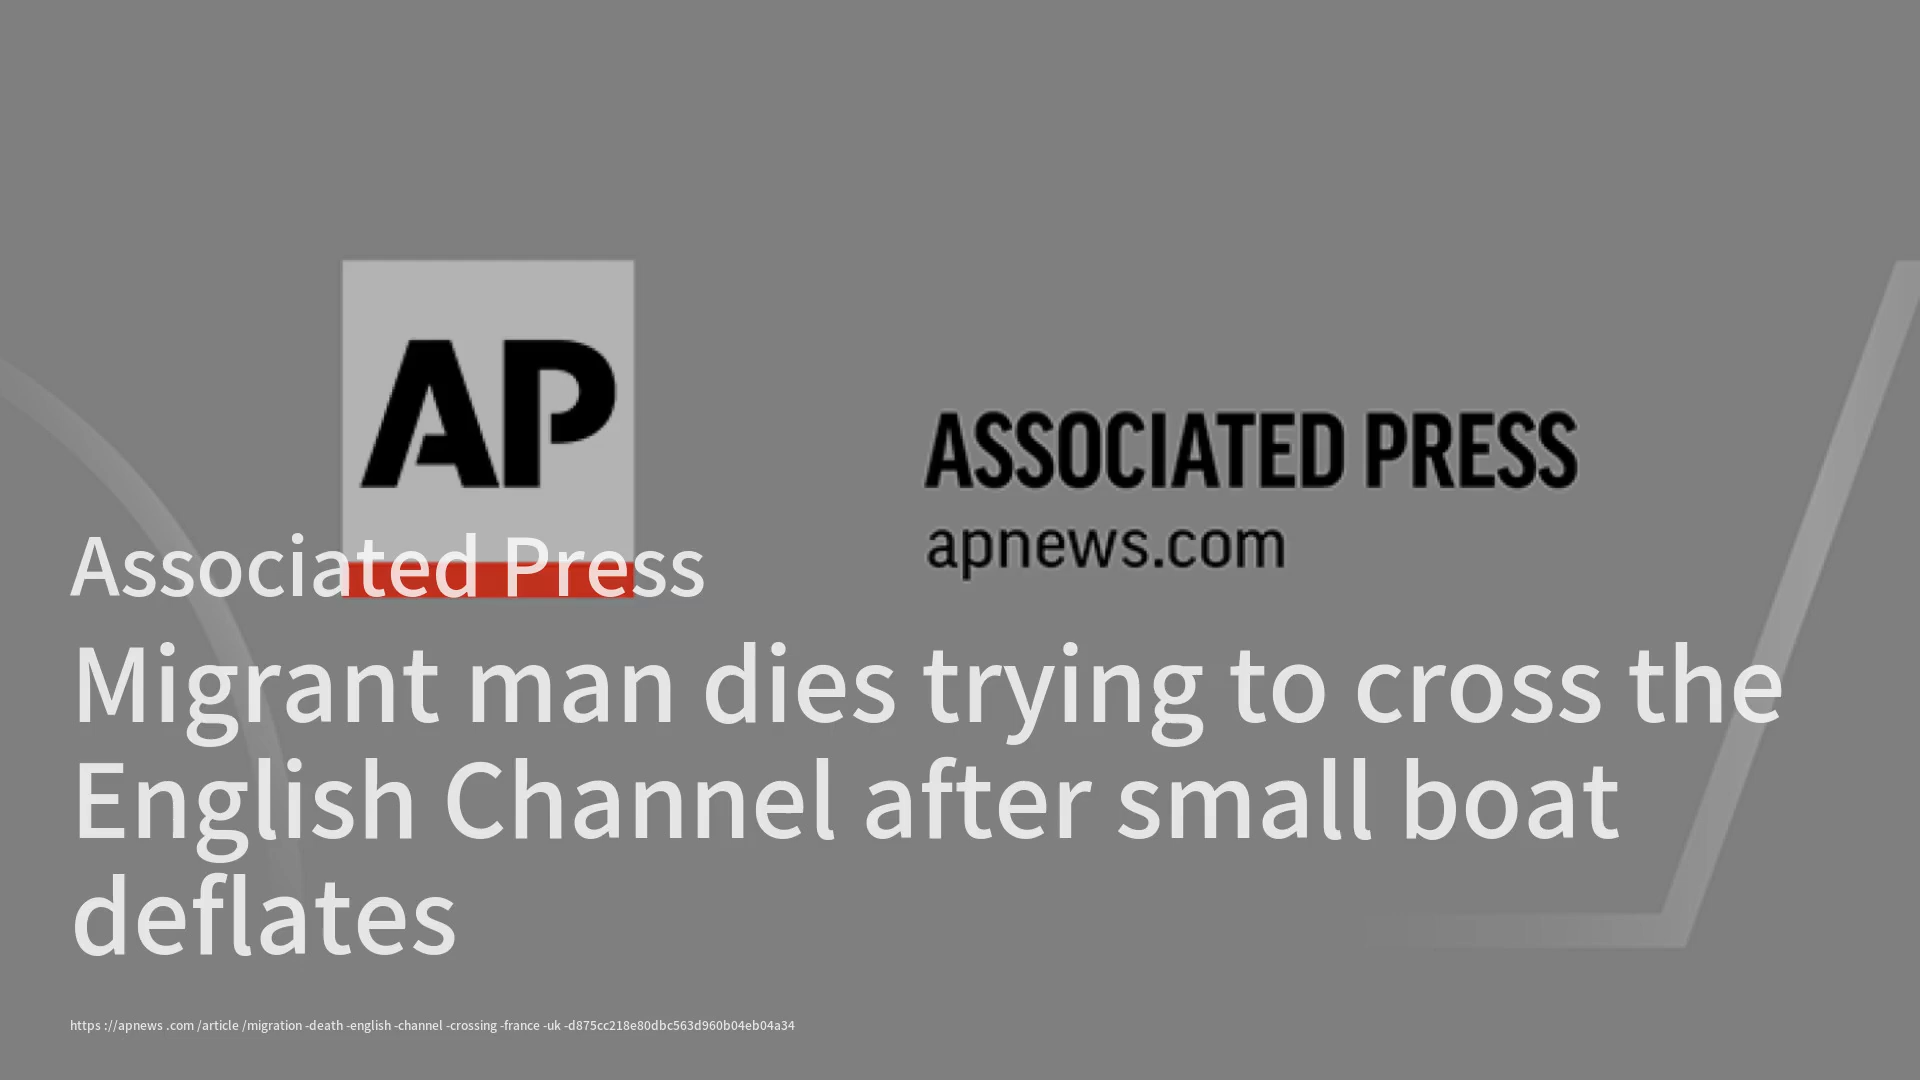 AP
ASSOCIATED PRESS
apnews.com
Associated Press
Migrant man dies trying to cross the
English Channel after small boat
deflates
https ://apnews .com /article /migration -death -english -channel -crossing -france -uk -d875cc218e80dbc563d960b04eb04a34